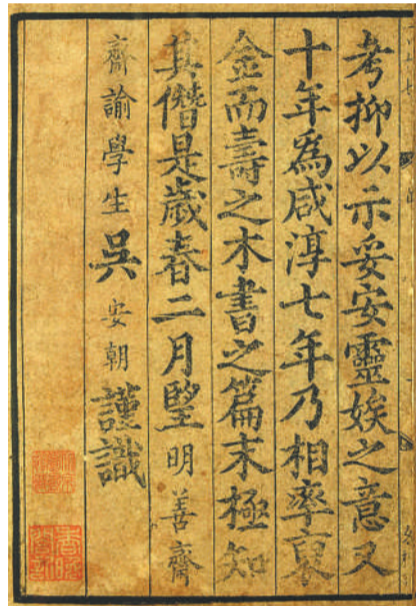 考抑以示妥安靈娭之意又
十年為咸淳七年乃相率裒
金而壽之木書之篇末極知
其僭是歲春二月朢明善齋
齋諭學生吳安朝謹識